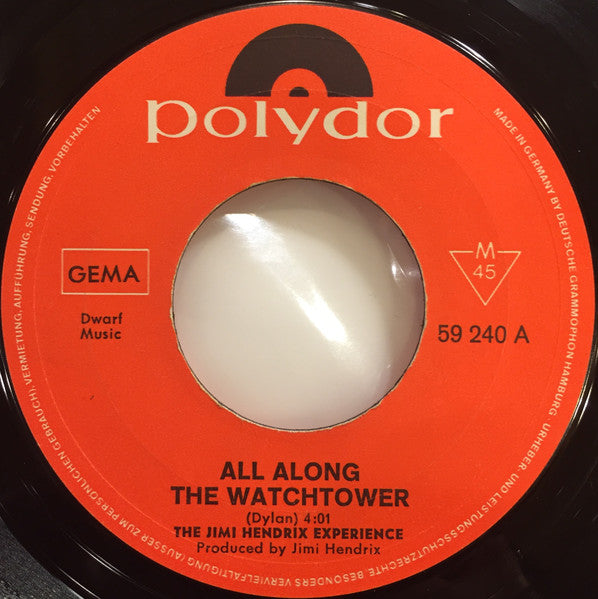 polydor
GEMA
Dwarf
Music
M
45
59 240 A
ALL ALONG
THE WATCHTOWER
(Dylan) 4:01
THE JIMI HENDRIX EXPERIENCE
Produced by Jimi Hendrix
MADE IN GERMANY BY DEUTSCHE GRAMMOPHON HAMBURG. URHEBER- UND LEISTUNGSSCHUTZRECHTE, BESONDERS VERVIELFÄLTIGUNG (AUSSER ZUM PERSÖNLICHEN GEBRAUCH), VERMIETUNG, AUFFÜHRUNG, SENDUNG, VORBEHALTEN